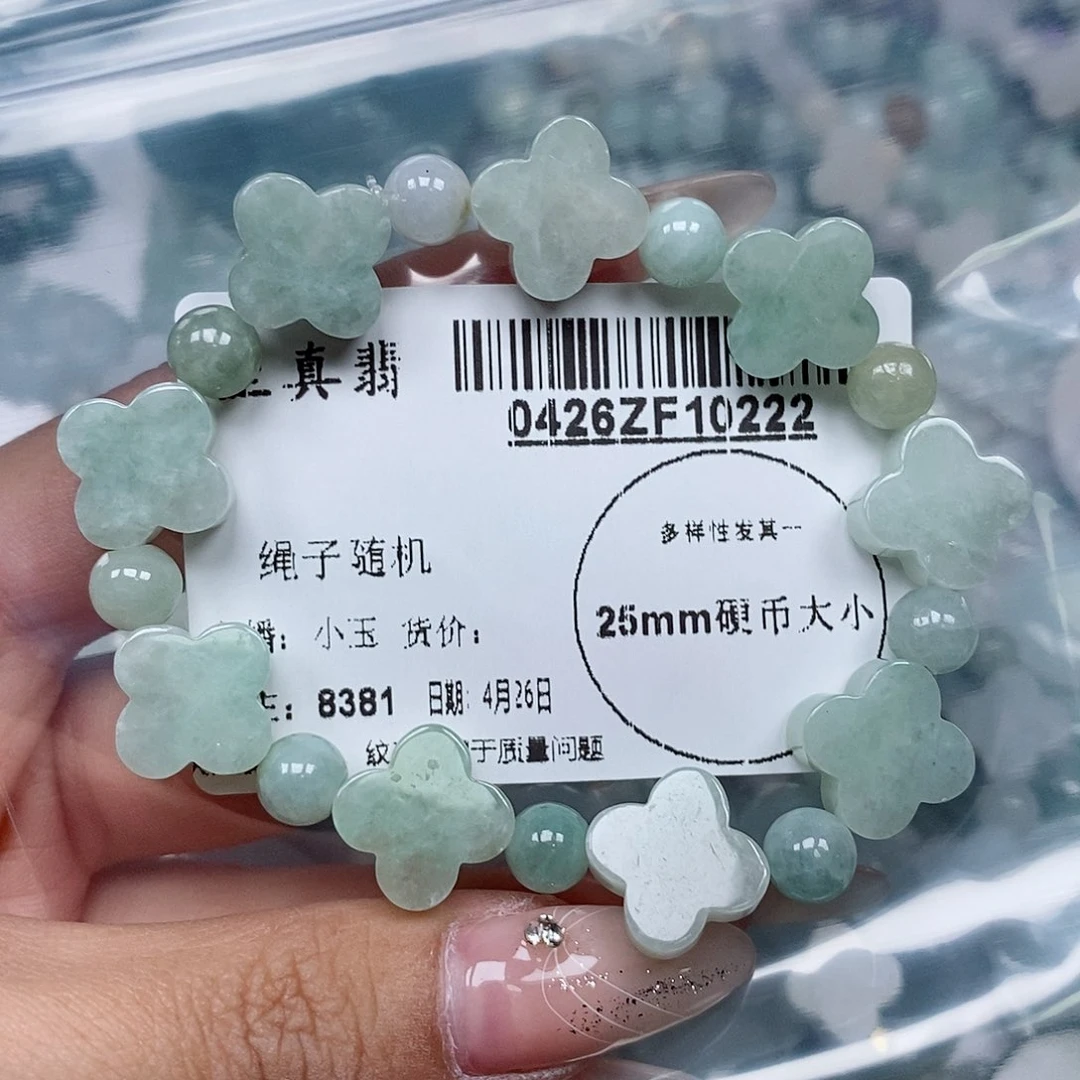 真翡
0426ZF10222
多样性发其一
绳子随机
25mm硬币大小
播: 小玉 货价:
: 8381 日期: 4月26日
纹 于质量问题